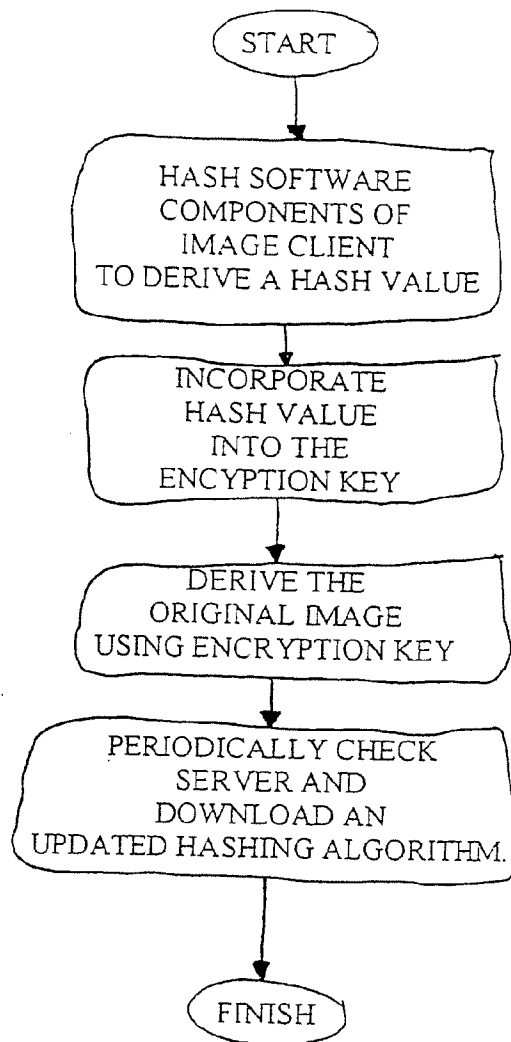 START
HASH SOFTWARE
COMPONENTS OF
IMAGE CLIENT
TO DERIVE A HASH VALUE
INCORPORATE
HASH VALUE
INTO THE
ENCYPTION KEY
DERIVE THE
ORIGINAL IMAGE
USING ENCRYPTION KEY
PERIODICALLY CHECK
SERVER AND
DOWNLOAD AN
UPDATED HASHING ALGORITHM.
FINISH